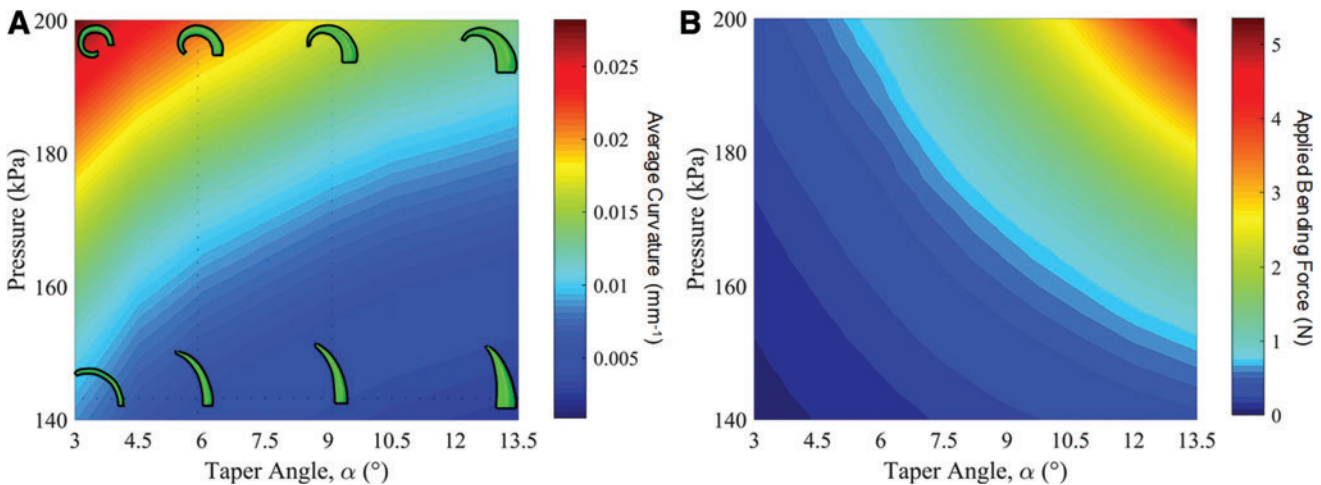 A
200
180
160
140
Pressure (kPa)
3 4.5 6 7.5 9 10.5 12 13.5
Taper Angle, α (°)
0.025
0.02
0.015
0.01
0.005
Average Curvature (mm⁻¹)
B
200
180
160
140
Pressure (kPa)
3 4.5 6 7.5 9 10.5 12 13.5
Taper Angle, α (°)
5
4
3
2
1
0
Applied Bending Force (N)